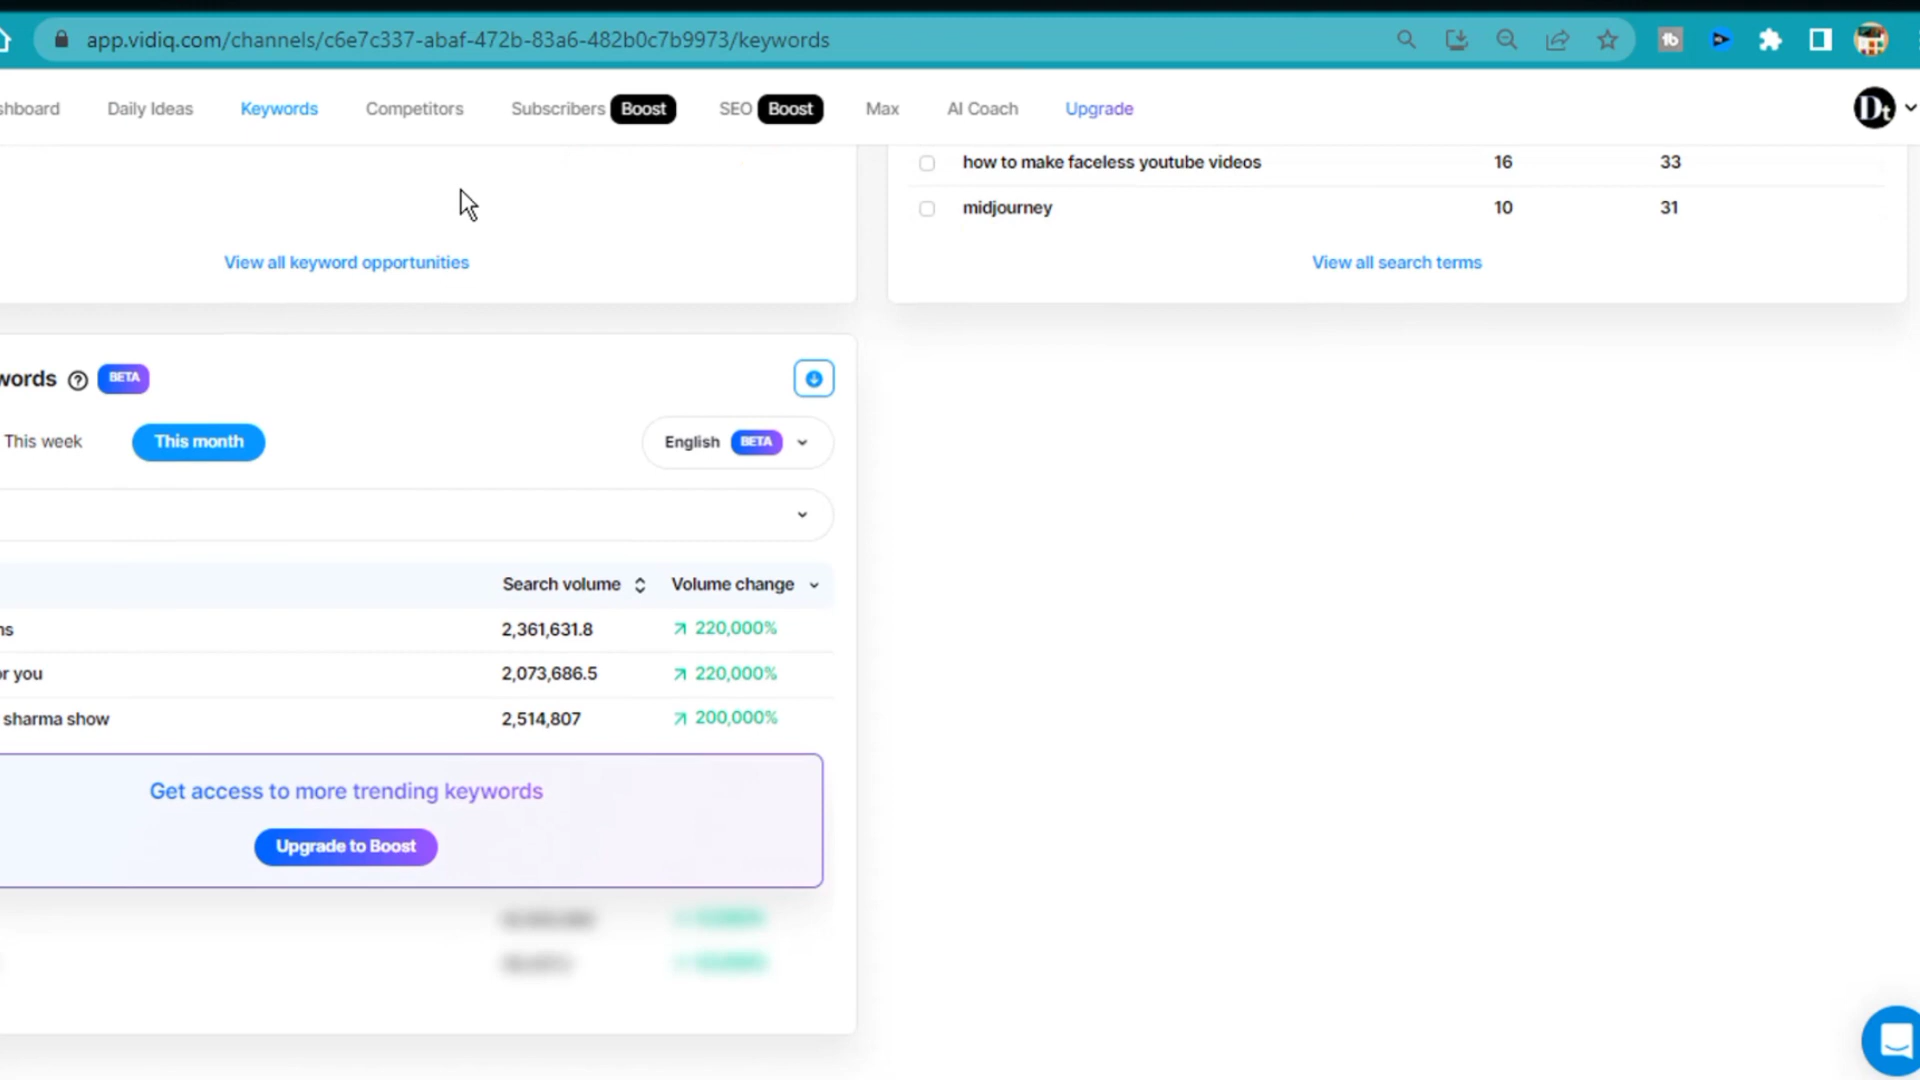 app.vidiq.com/channels/c6e7c337-abaf-472b-83a6-482b0c7b9973/keywords
shboard Daily Ideas Keywords Competitors Subscribers Boost SEO Boost Max AI Coach Upgrade Dt
how to make faceless youtube videos 16 33
midjourney 10 31
View all keyword opportunities
View all search terms
words ? BETA
This week This month English BETA
Search volume Volume change
ns 2,361,631.8 220,000%
or you 2,073,686.5 220,000%
sharma show 2,514,807 200,000%
Get access to more trending keywords
Upgrade to Boost